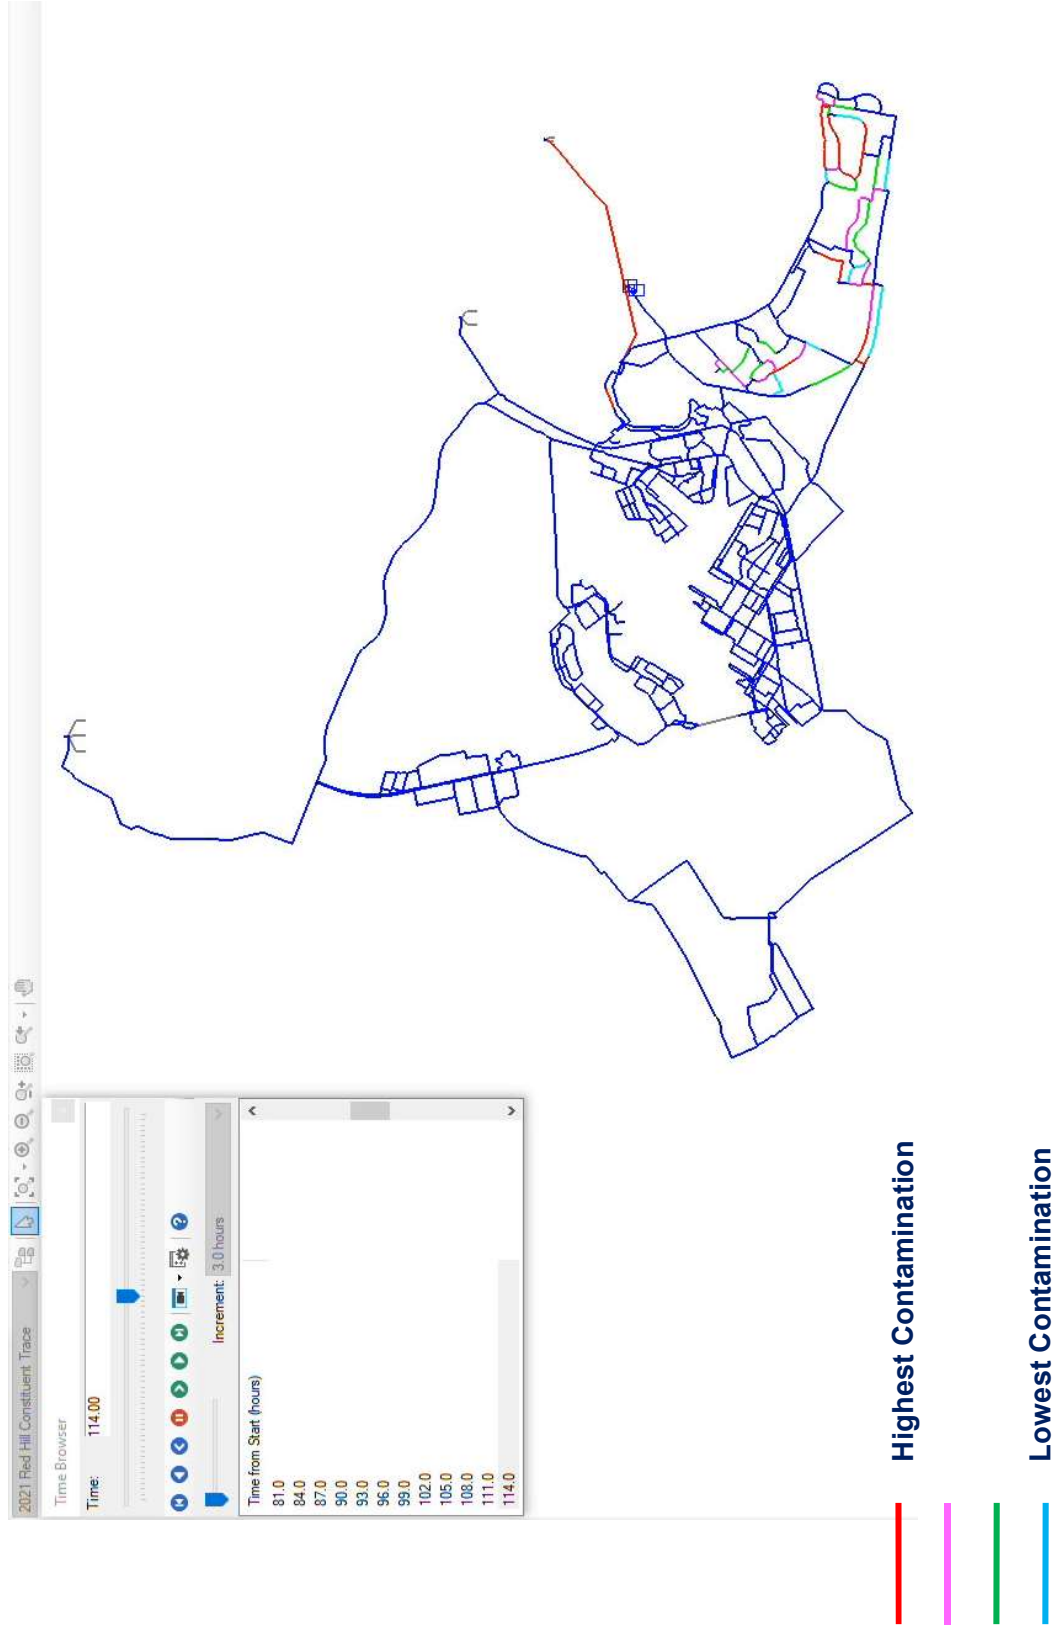 2021 Red Hill Constituent Trace
Time Browser
Time:
114.00
Increment:
3.0 hours
Time from Start (hours)
81.0
84.0
87.0
90.0
93.0
96.0
99.0
102.0
105.0
108.0
111.0
114.0
Highest Contamination
Lowest Contamination